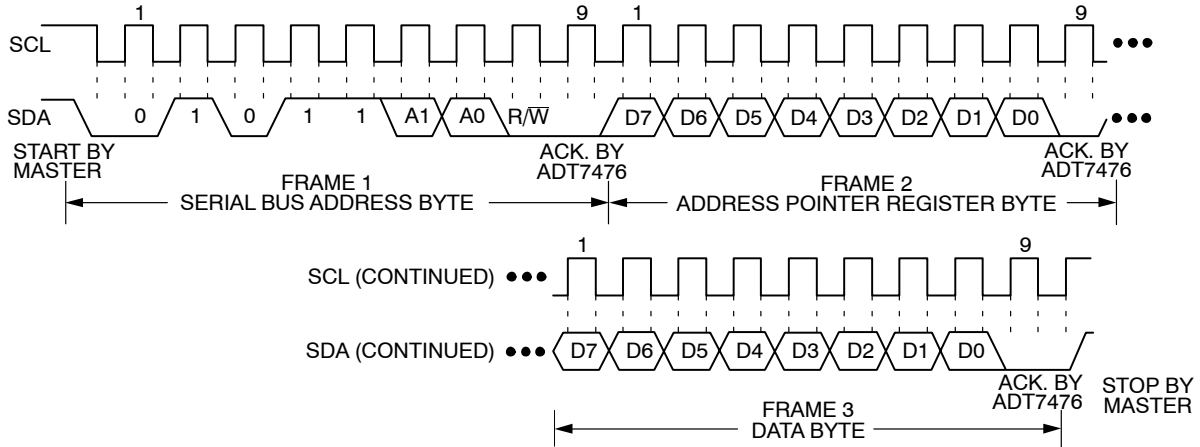 1 9 1 9
SCL
SDA 0 1 0 1 1 A1 A0 R/W̅ D7 D6 D5 D4 D3 D2 D1 D0
START BY
MASTER
ACK. BY
ADT7476
ACK. BY
ADT7476
FRAME 1
SERIAL BUS ADDRESS BYTE
FRAME 2
ADDRESS POINTER REGISTER BYTE
1 9
SCL (CONTINUED)
SDA (CONTINUED) D7 D6 D5 D4 D3 D2 D1 D0
ACK. BY
ADT7476
STOP BY
MASTER
FRAME 3
DATA BYTE